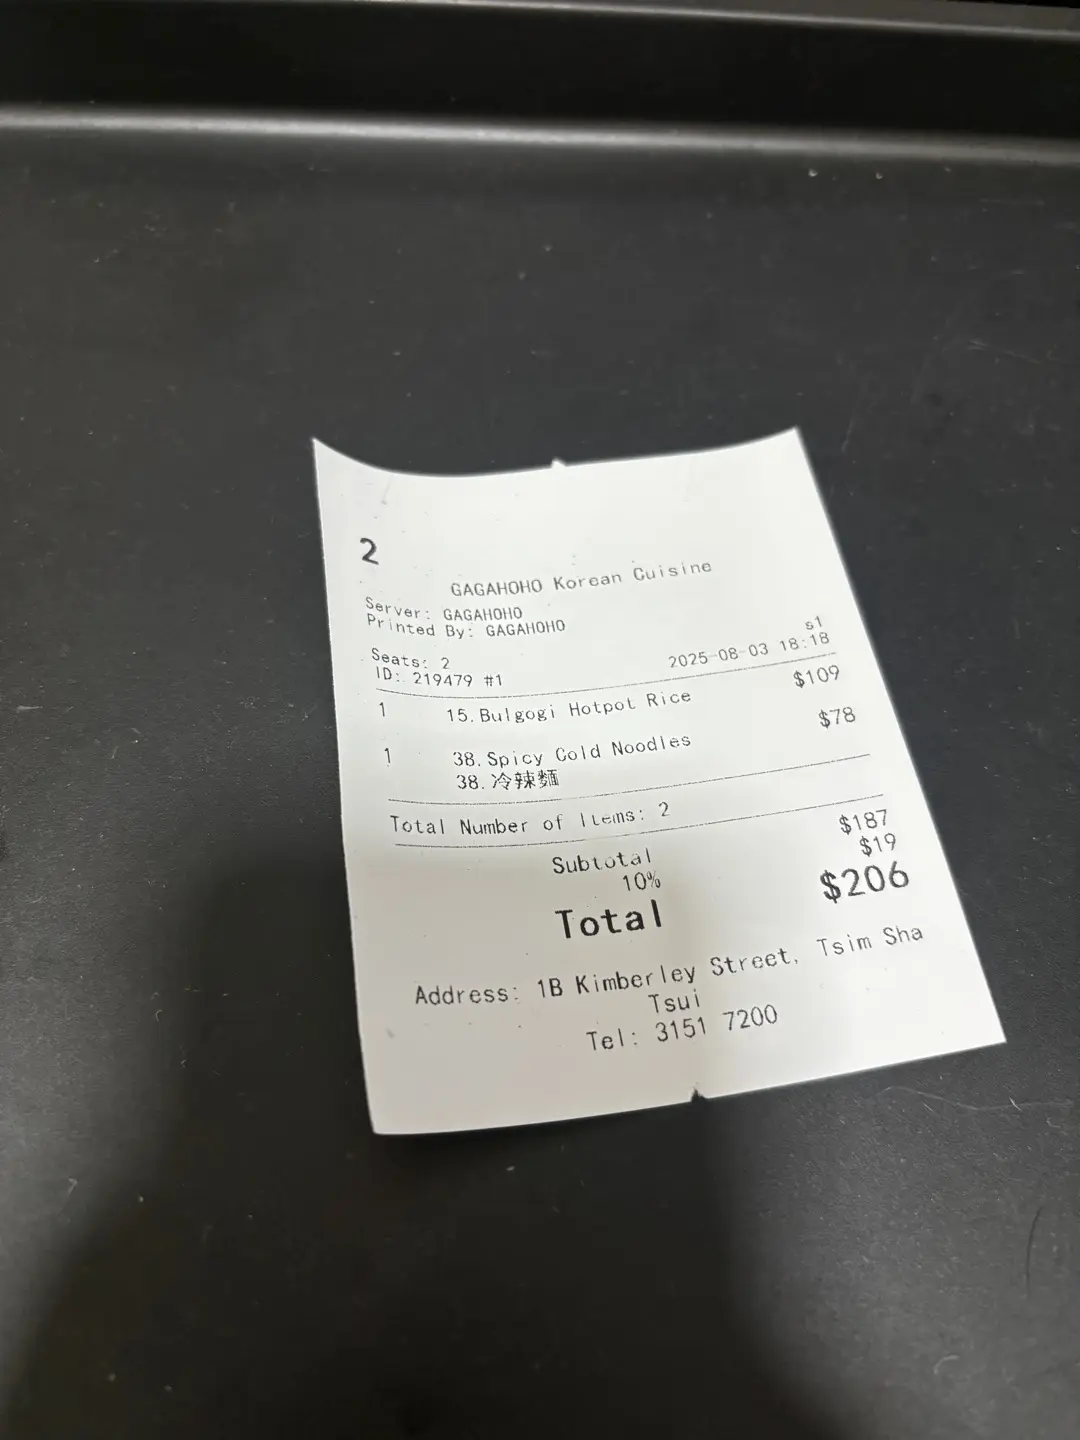 2
GAGAHOHO Korean Cuisine
Server: GAGAHOHO
Printed By: GAGAHOHO
s1
Seats: 2
2025-08-03 18:18
ID: 219479 #1
1 15.Bulgogi Hotpot Rice $109
1 38.Spicy Cold Noodles $78
38.冷辣麵
Total Number of Items: 2
Subtotal $187
10% $19
Total $206
Address: 1B Kimberley Street, Tsim Sha
Tsui
Tel: 3151 7200